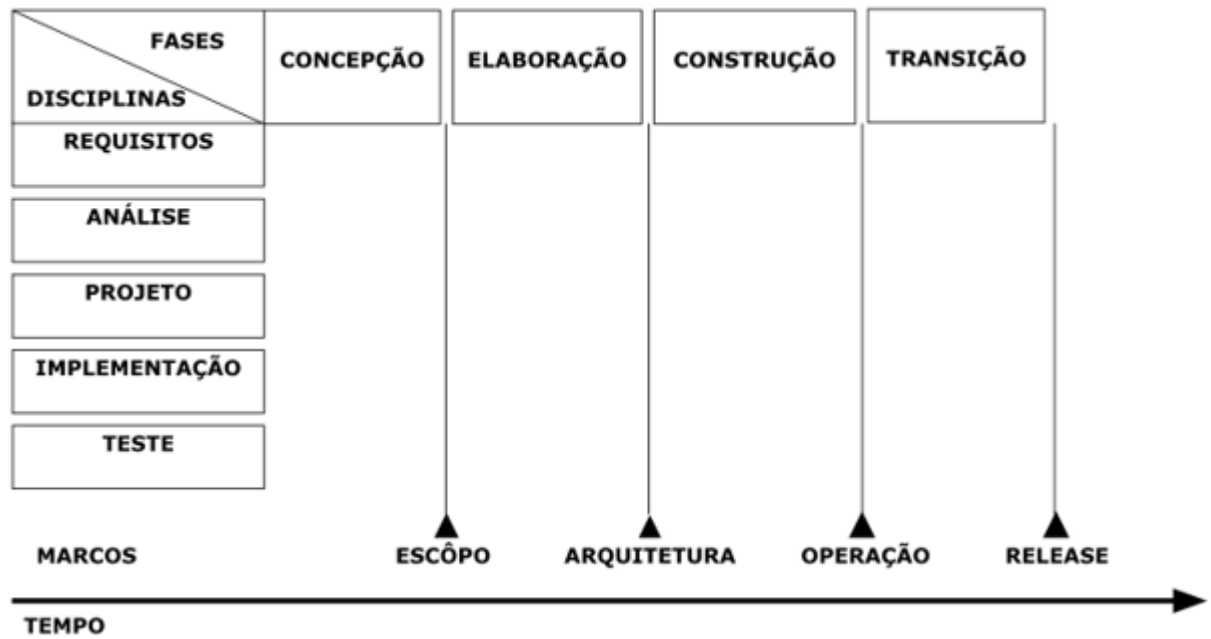 FASES
DISCIPLINAS
CONCEPÇÃO
ELABORAÇÃO
CONSTRUÇÃO
TRANSIÇÃO
REQUISITOS
ANÁLISE
PROJETO
IMPLEMENTAÇÃO
TESTE
MARCOS
ESCÔPO
ARQUITETURA
OPERAÇÃO
RELEASE
TEMPO